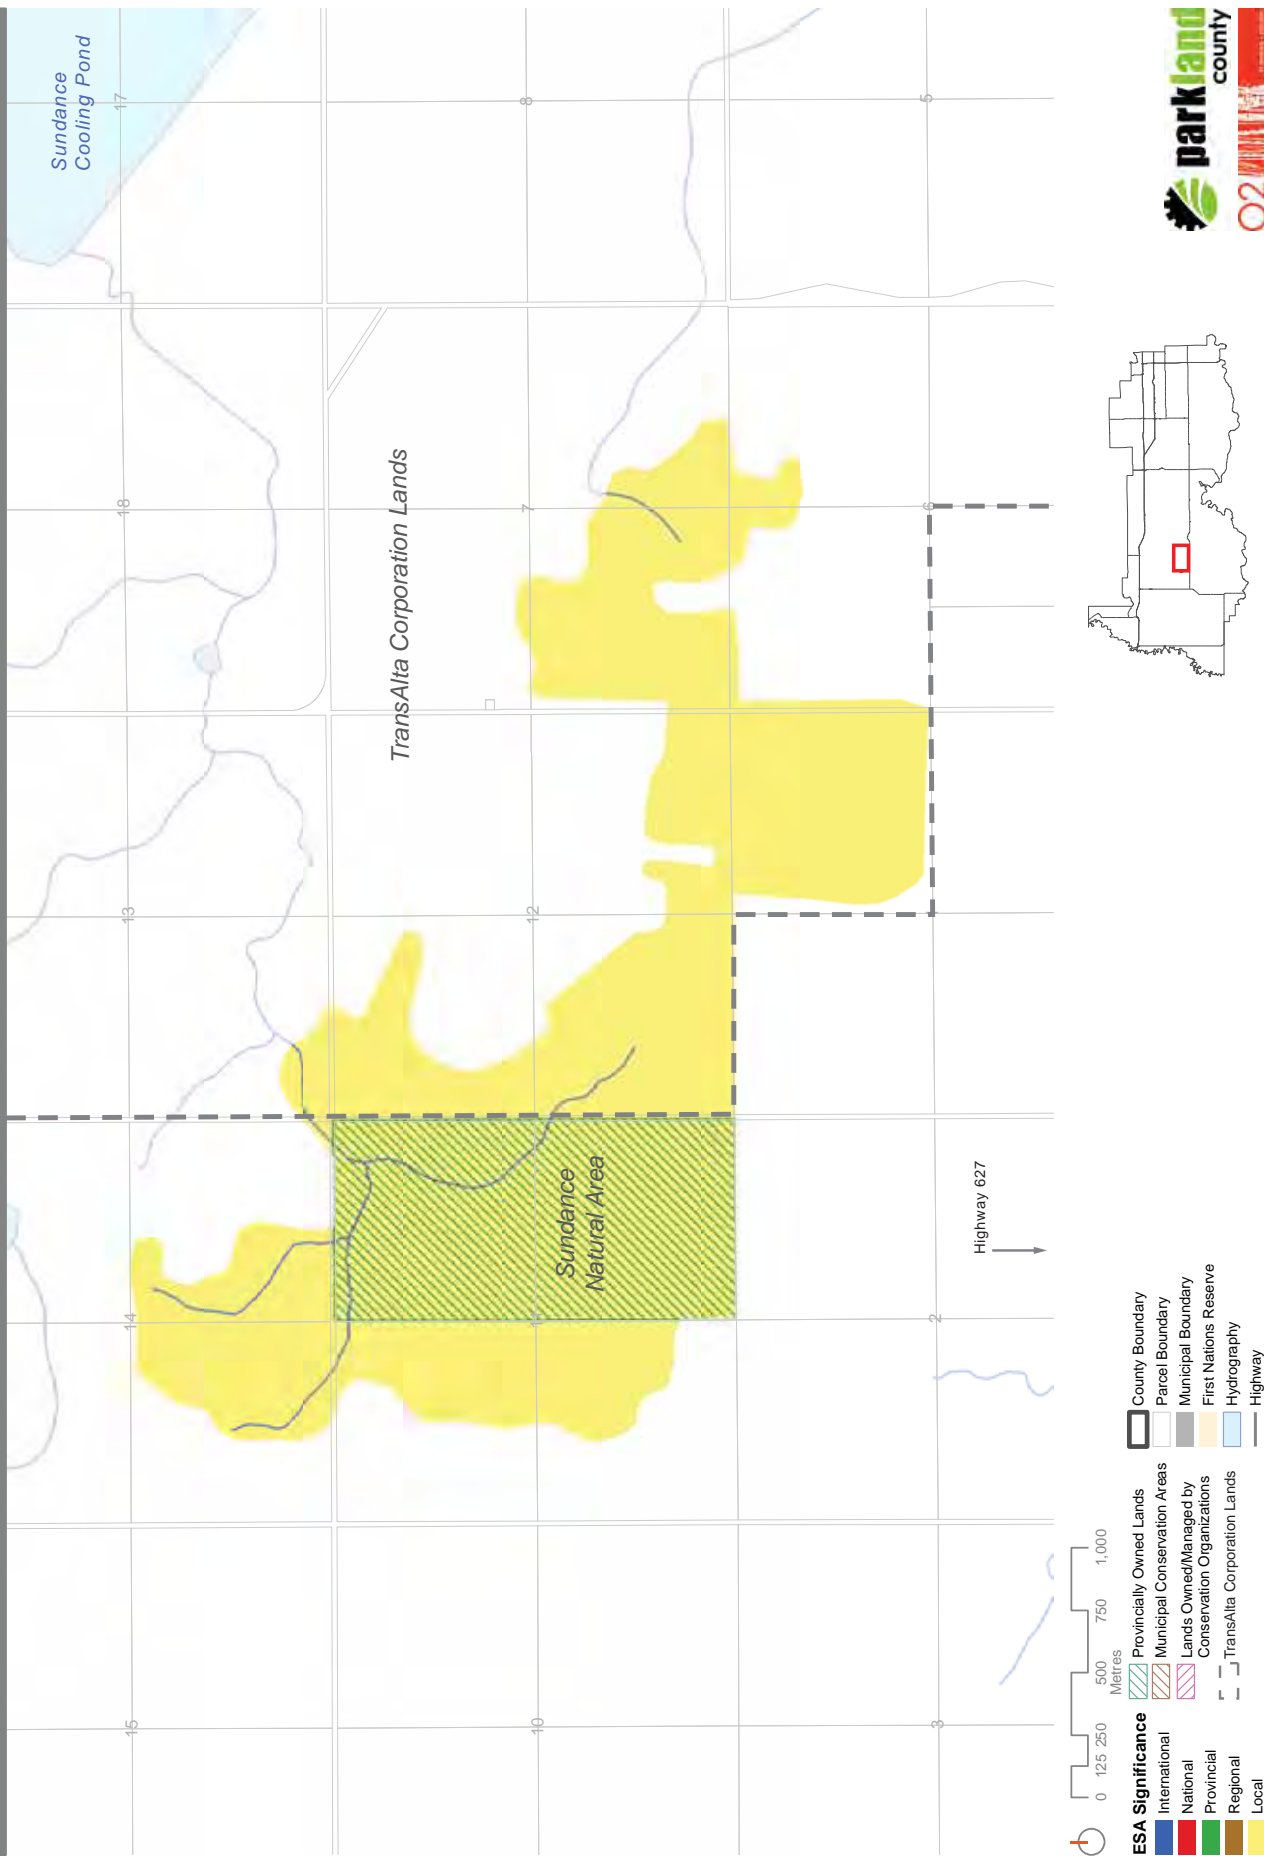 Sundance
Cooling Pond
17
18
13
14
15
TransAlta Corporation Lands
8
7
12
11
10
Sundance
Natural Area
5
6
2
3
Highway 627
0 125 250 500 750 1,000
Metres
ESA Significance
International
National
Provincial
Regional
Local
Provincially Owned Lands
Municipal Conservation Areas
Lands Owned/Managed by
Conservation Organizations
TransAlta Corporation Lands
County Boundary
Parcel Boundary
Municipal Boundary
First Nations Reserve
Hydrography
Highway
parkland
county
O2